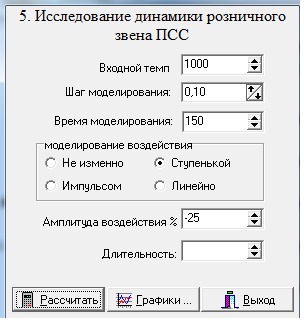 5. Исследование динамики розничного
звена ПСС
Входной темп 1000
Шаг моделирования: 0,10
Время моделирования: 150
моделирование воздействия
Не изменно Ступенькой
Импульсом Линейно
Амплитуда воздействия % -25
Длительность:
Рассчитать Графики ... Выход